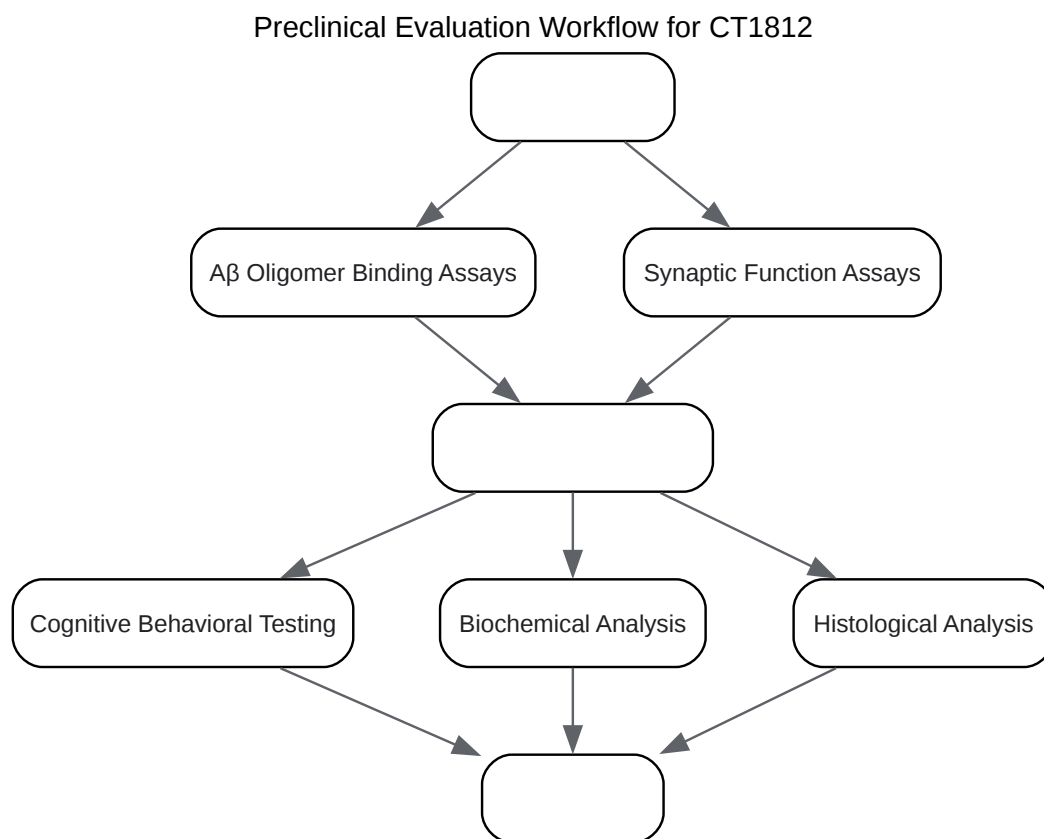 Preclinical Evaluation Workflow for CT1812
Aβ Oligomer Binding Assays
Synaptic Function Assays
Cognitive Behavioral Testing
Biochemical Analysis
Histological Analysis